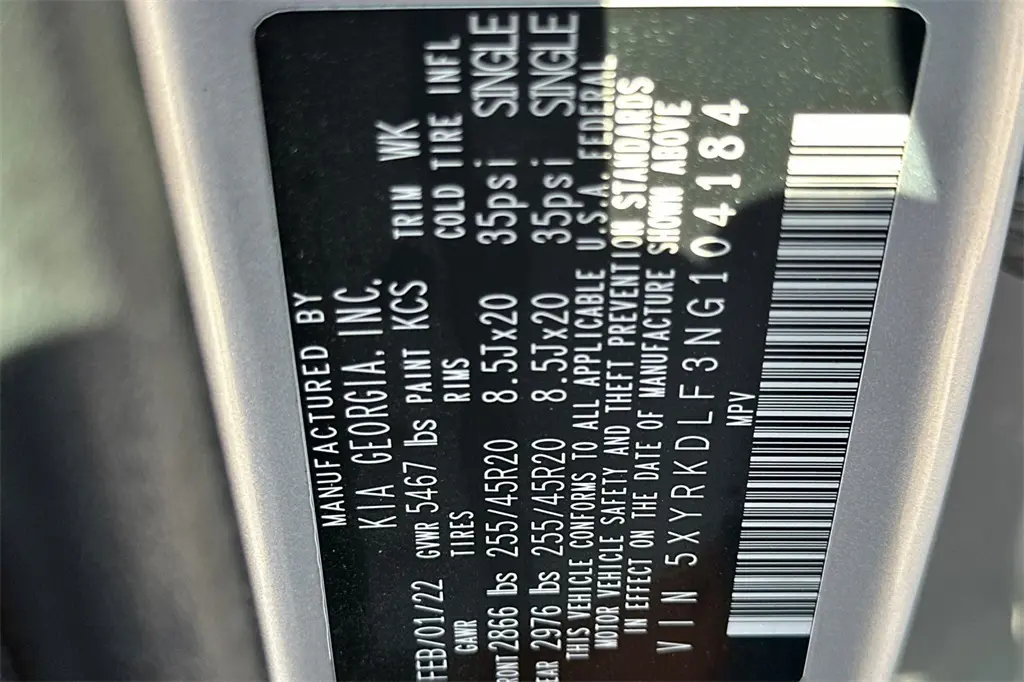 MANUFACTURED BY
KIA GEORGIA, INC.
FEB/01/22 GVWR 5467 lbs PAINT KCS TRIM WK
GAWR TIRES RIMS COLD TIRE INFL
RONT 2866 lbs 255/45R20 8.5Jx20 35psi SINGLE
EAR 2976 lbs 255/45R20 8.5Jx20 35psi SINGLE
THIS VEHICLE CONFORMS TO ALL APPLICABLE U.S.A. FEDERAL
MOTOR VEHICLE SAFETY AND THEFT PREVENTION STANDARDS
IN EFFECT ON THE DATE OF MANUFACTURE SHOWN ABOVE
VIN 5XYRKDLF3NG104184
MPV